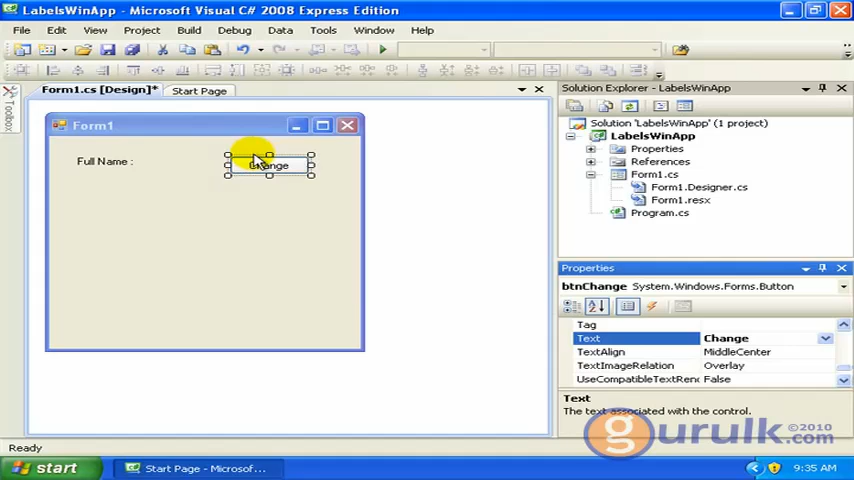 LabelsWinApp - Microsoft Visual C# 2008 Express Edition
File Edit View Project Build Debug Data Tools Window Help
Toolbox
Form1.cs [Design]* Start Page
Form1
Full Name :
Change
Solution Explorer - LabelsWinApp
Solution 'LabelsWinApp' (1 project)
LabelsWinApp
Properties
References
Form1.cs
Form1.Designer.cs
Form1.resx
Program.cs
Properties
btnChange System.Windows.Forms.Button
Tag
Text Change
TextAlign MiddleCenter
TextImageRelation Overlay
UseCompatibleTextRend False
Text
The text associated with the control.
gurulk.com ©2010
Ready
start Start Page - Microsof... 9:35 AM